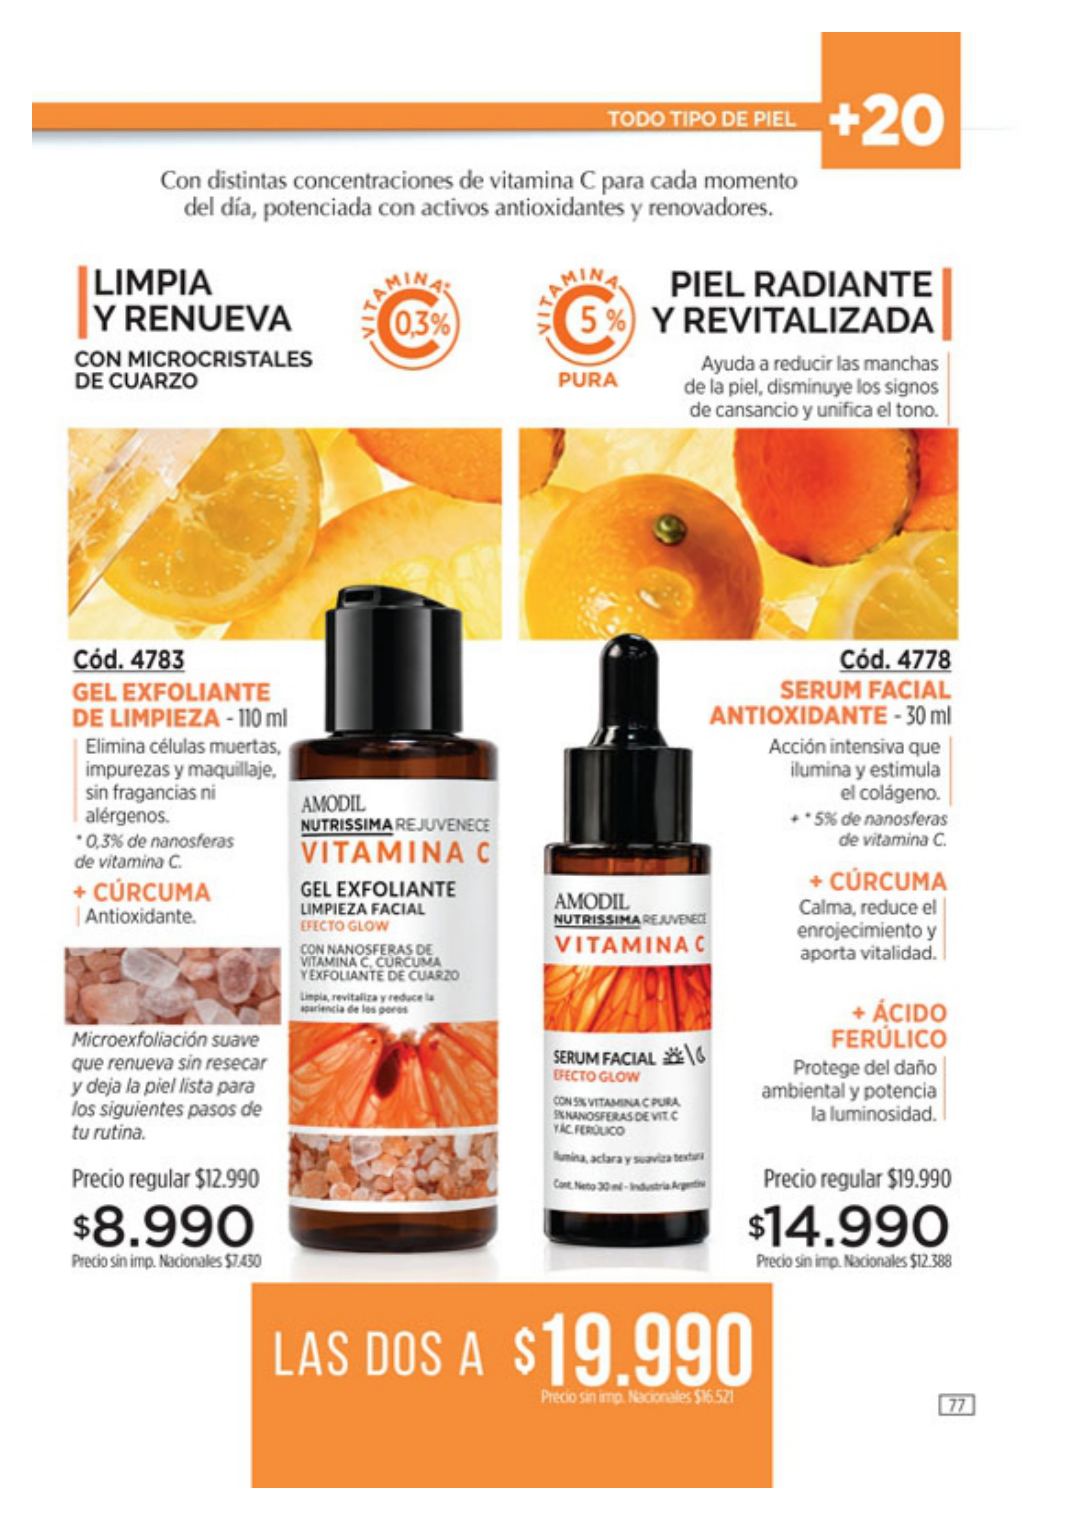 TODO TIPO DE PIEL
+20
Con distintas concentraciones de vitamina C para cada momento
del día, potenciada con activos antioxidantes y renovadores.
LIMPIA
Y RENUEVA
CON MICROCRISTALES
DE CUARZO
VITAMINA*
C 0,3%
VITAMINA
C 5 %
PURA
PIEL RADIANTE
Y REVITALIZADA
Ayuda a reducir las manchas
de la piel, disminuye los signos
de cansancio y unifica el tono.
Cód. 4783
GEL EXFOLIANTE
DE LIMPIEZA - 110 ml
Elimina células muertas,
impurezas y maquillaje,
sin fragancias ni
alérgenos.
* 0,3% de nanosferas
de vitamina C.
+ CÚRCUMA
Antioxidante.
Microexfoliación suave
que renueva sin resecar
y deja la piel lista para
los siguientes pasos de
tu rutina.
Precio regular $12.990
$8.990
Precio sin imp. Nacionales $7.430
AMODIL
NUTRISSIMA REJUVENECE
VITAMINA C
GEL EXFOLIANTE
LIMPIEZA FACIAL
EFECTO GLOW
CON NANOSFERAS DE
VITAMINA C, CÚRCUMA
Y EXFOLIANTE DE CUARZO
Limpia, revitaliza y reduce la
apariencia de los poros
AMODIL
NUTRISSIMA REJUVENECE
VITAMINA C
SERUM FACIAL
EFECTO GLOW
CON 5% VITAMINA C PURA,
5% NANOSFERAS DE VIT. C
Y ÁC. FERÚLICO
Ilumina, aclara y suaviza textura
Cont. Neto 30 ml - Industria Argentina
Cód. 4778
SERUM FACIAL
ANTIOXIDANTE - 30 ml
Acción intensiva que
ilumina y estimula
el colágeno.
+ * 5% de nanosferas
de vitamina C.
+ CÚRCUMA
Calma, reduce el
enrojecimiento y
aporta vitalidad.
+ ÁCIDO
FERÚLICO
Protege del daño
ambiental y potencia
la luminosidad.
Precio regular $19.990
$14.990
Precio sin imp. Nacionales $12.388
LAS DOS A $19.990
Precio sin imp. Nacionales $16.521
77